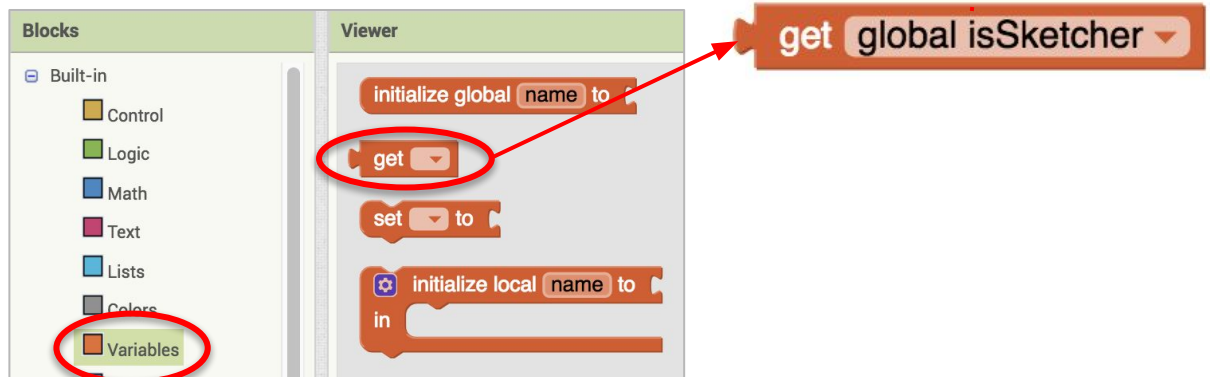 Blocks
Built-in
Control
Logic
Math
Text
Lists
Colors
Variables
Viewer
initialize global name to
get
set to
initialize local name to
in
get global isSketcher